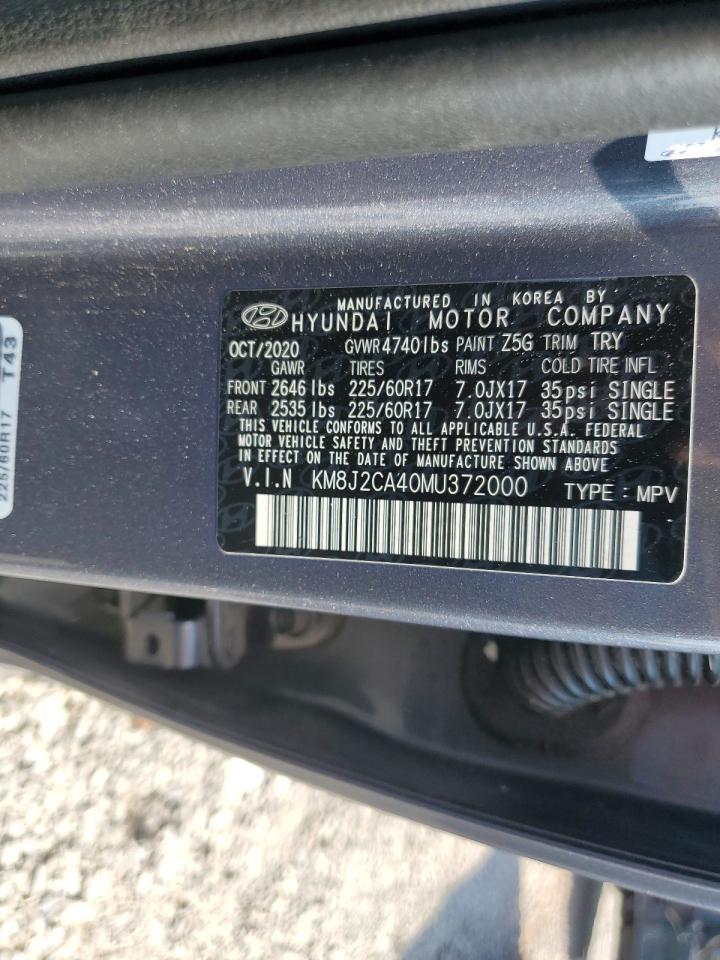 MANUFACTURED IN KOREA BY
HYUNDAI MOTOR COMPANY
OCT/2020 GVWR 4740lbs PAINT Z5G TRIM TRY
GAWR TIRES RIMS COLD TIRE INFL
FRONT 2646 lbs 225/60R17 7.0JX17 35psi SINGLE
REAR 2535 lbs 225/60R17 7.0JX17 35psi SINGLE
THIS VEHICLE CONFORMS TO ALL APPLICABLE U.S.A. FEDERAL
MOTOR VEHICLE SAFETY AND THEFT PREVENTION STANDARDS
IN EFFECT ON THE DATE OF MANUFACTURE SHOWN ABOVE.
V.I.N KM8J2CA40MU372000 TYPE : MPV
T43
225/60R17